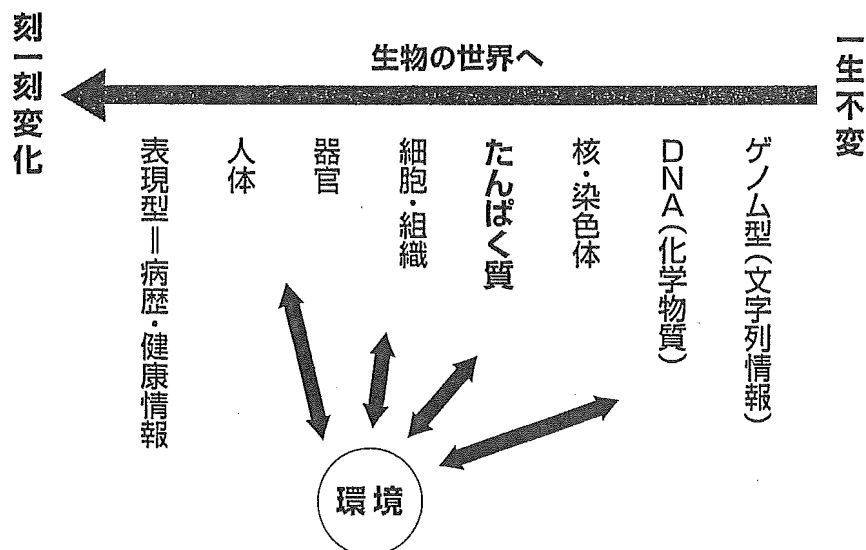 一生不変
生物の世界へ
刻一刻変化
ゲノム型(文字列情報)
DNA(化学物質)
核・染色体
たんぱく質
細胞・組織
器官
人体
表現型=病歴・健康情報
環境